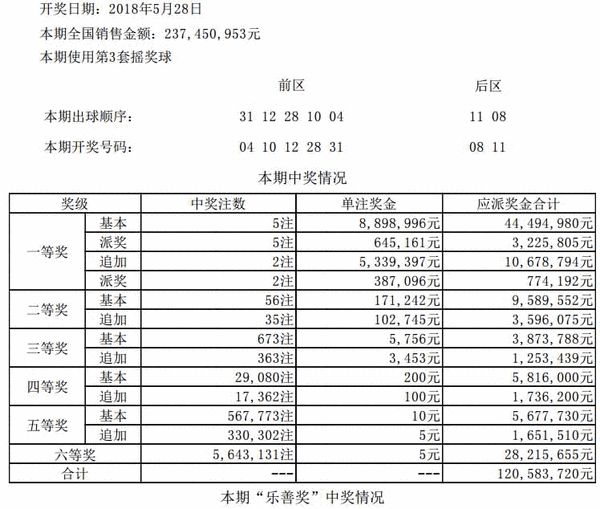 开奖日期：2018年5月28日
本期全国销售金额：237,450,953元
本期使用第3套摇奖球
前区 后区
本期出球顺序： 31 12 28 10 04 11 08
本期开奖号码： 04 10 12 28 31 08 11
本期中奖情况
奖级 中奖注数 单注奖金 应派奖金合计
一等奖 基本 5注 8,898,996元 44,494,980元
派奖 5注 645,161元 3,225,805元
追加 2注 5,339,397元 10,678,794元
派奖 2注 387,096元 774,192元
二等奖 基本 56注 171,242元 9,589,552元
追加 35注 102,745元 3,596,075元
三等奖 基本 673注 5,756元 3,873,788元
追加 363注 3,453元 1,253,439元
四等奖 基本 29,080注 200元 5,816,000元
追加 17,362注 100元 1,736,200元
五等奖 基本 567,773注 10元 5,677,730元
追加 330,302注 5元 1,651,510元
六等奖 5,643,131注 5元 28,215,655元
合计 --- --- 120,583,720元
本期“乐善奖”中奖情况